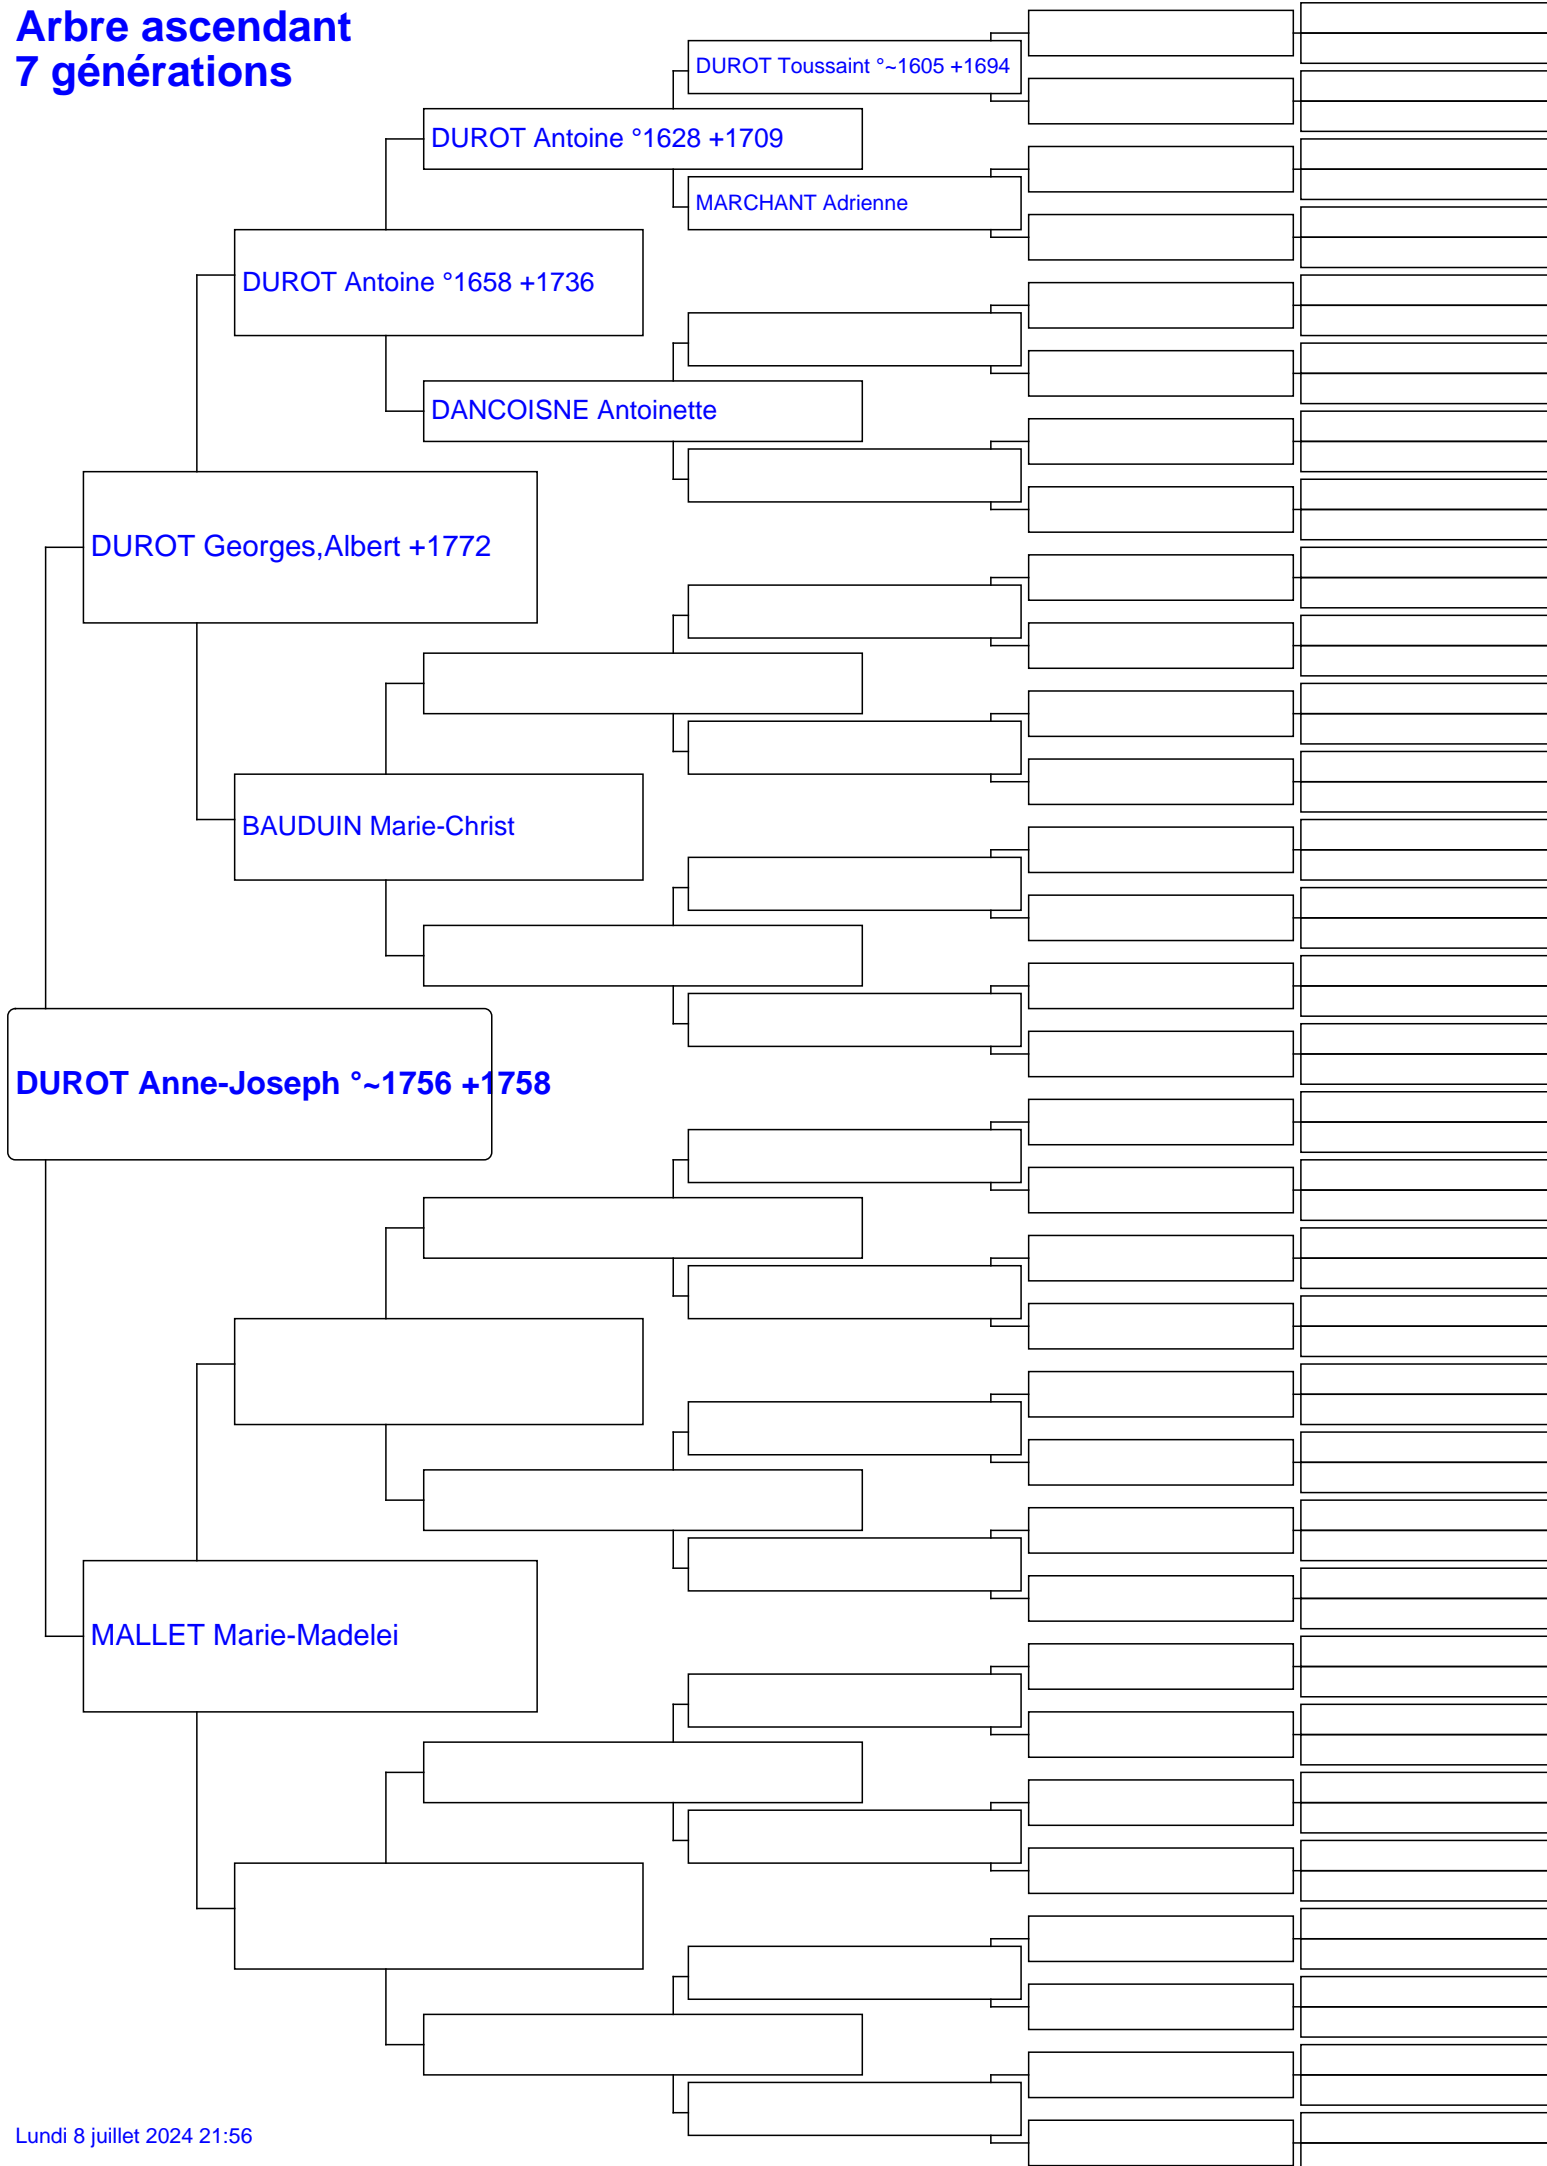 Arbre ascendant
7 générations
DUROT Toussaint °~1605 +1694
DUROT Antoine °1628 +1709
MARCHANT Adrienne
DUROT Antoine °1658 +1736
DANCOISNE Antoinette
DUROT Georges,Albert +1772
BAUDUIN Marie-Christ
DUROT Anne-Joseph °~1756 +1758
MALLET Marie-Madelei
Lundi 8 juillet 2024 21:56